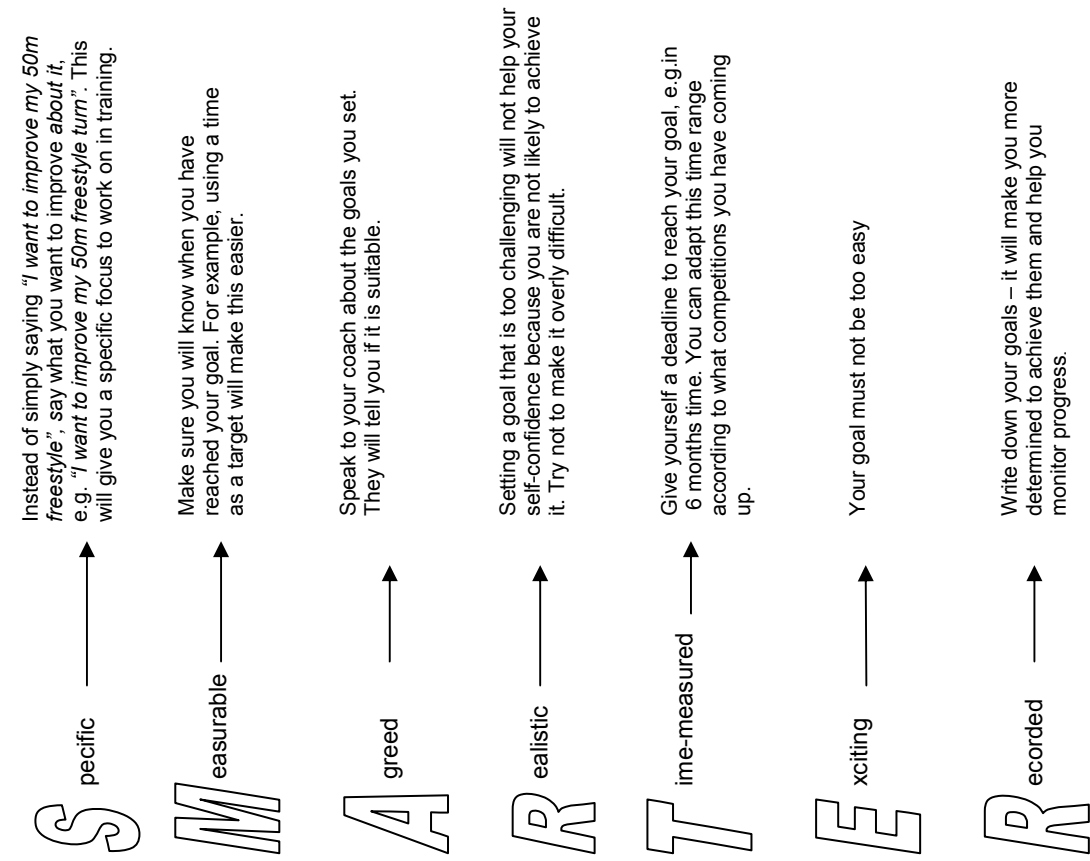 Specific
Instead of simply saying “I want to improve my 50m
freestyle”, say what you want to improve about it,
e.g. “I want to improve my 50m freestyle turn”. This
will give you a specific focus to work on in training.
Measurable
Make sure you will know when you have
reached your goal. For example, using a time
as a target will make this easier.
Agreed
Speak to your coach about the goals you set.
They will tell you if it is suitable.
Realistic
Setting a goal that is too challenging will not help your
self-confidence because you are not likely to achieve
it. Try not to make it overly difficult.
Time-measured
Give yourself a deadline to reach your goal, e.g.in
6 months time. You can adapt this time range
according to what competitions you have coming
up.
Exciting
Your goal must not be too easy
Recorded
Write down your goals – it will make you more
determined to achieve them and help you
monitor progress.